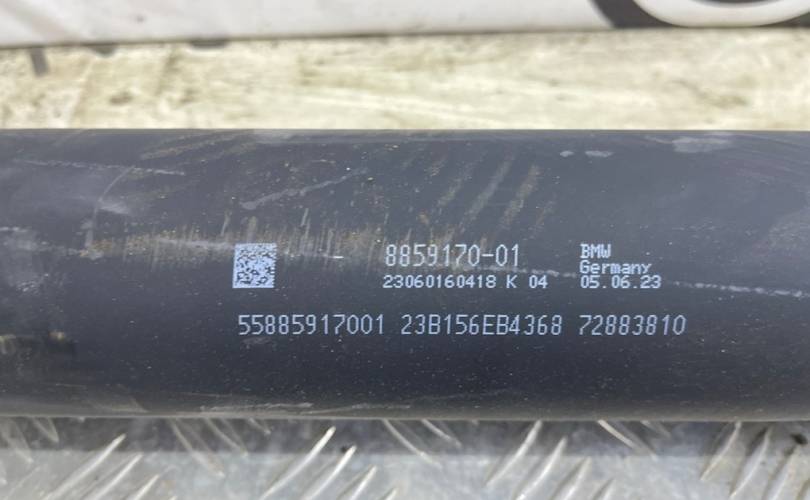 - 8859170-01 BMW
Germany
23060160418 K 04 05.06.23
55885917001 23B156EB4368 72883810